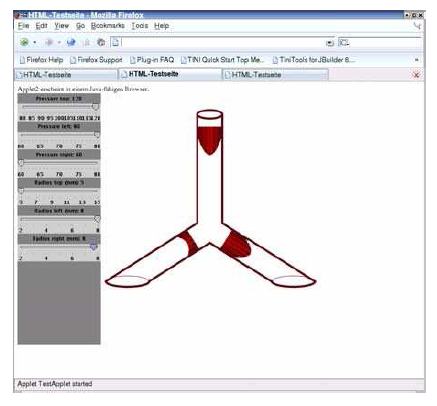 HTML-Testseite - Mozilla Firefox
File Edit View Go Bookmarks Tools Help
Firefox Help Firefox Support Plug-in FAQ TINI Quick Start Top: Me... TiniTools for JBuilder 6...
HTML-Testseite HTML-Testseite HTML-Testseite
Applet2 erscheint in einem Java-fähigen Browser.
Pressure top: 120
80 85 90 95 100 105 110 115 120
Pressure left: 80
60 65 70 75 80
Pressure right: 60
60 65 70 75 80
Radius top (mm): 5
5 7 9 11 13 15
Radius left (mm): 8
2 4 6 8
Radius right (mm): 8
2 4 6 8
Applet TestApplet started